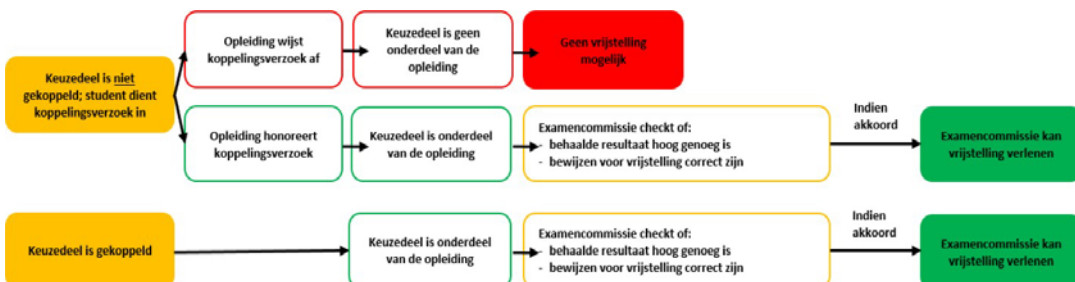 Opleiding wijst
koppelingsverzoek af
Keuzedeel is geen
onderdeel van de
opleiding
Geen vrijstelling
mogelijk
Keuzedeel is niet
gekoppeld; student dient
koppelingsverzoek in
Opleiding honoreert
koppelingsverzoek
Keuzedeel is onderdeel
van de opleiding
Examencommissie checkt of:
- behaalde resultaat hoog genoeg is
- bewijzen voor vrijstelling correct zijn
Indien
akkoord
Examencommissie kan
vrijstelling verlenen
Keuzedeel is gekoppeld
Keuzedeel is onderdeel
van de opleiding
Examencommissie checkt of:
- behaalde resultaat hoog genoeg is
- bewijzen voor vrijstelling correct zijn
Indien
akkoord
Examencommissie kan
vrijstelling verlenen